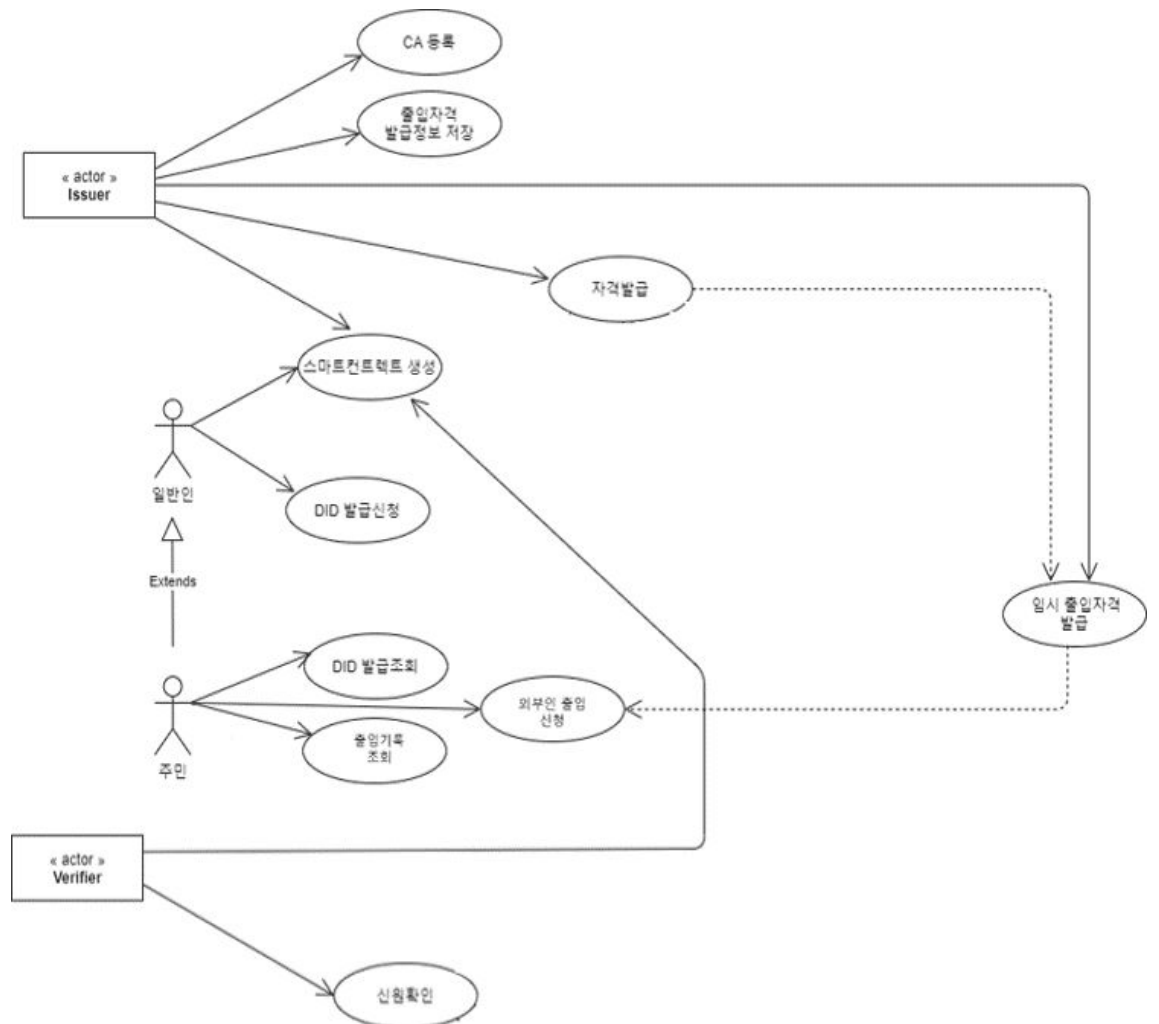 CA 등록
출입자격
발급정보 저장
« actor »
Issuer
자격발급
스마트컨트렉트 생성
일반인
DID 발급신청
Extends
임시 출입자격
발급
DID 발급조회
외부인 출입
신청
출입기록
조회
주민
« actor »
Verifier
신원확인